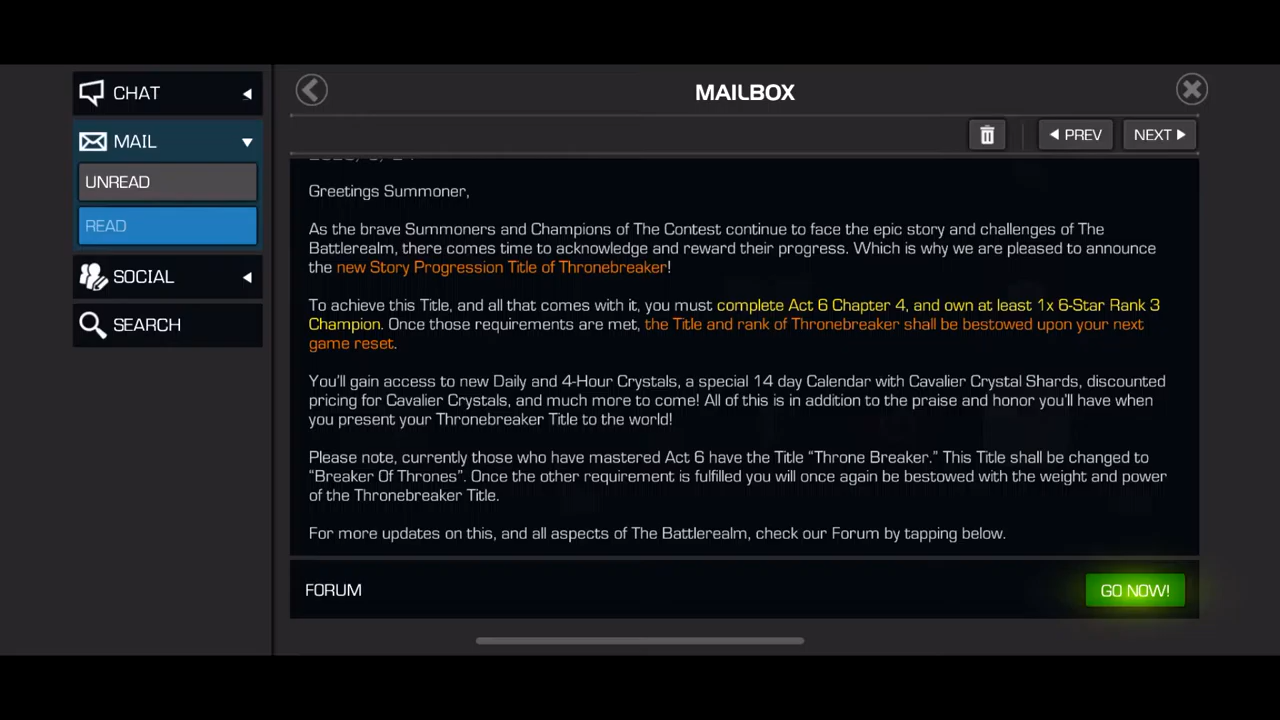 CHAT
MAIL
UNREAD
READ
SOCIAL
SEARCH
MAILBOX
PREV
NEXT
Greetings Summoner,
As the brave Summoners and Champions of The Contest continue to face the epic story and challenges of The
Battlerealm, there comes time to acknowledge and reward their progress. Which is why we are pleased to announce
the new Story Progression Title of Thronebreaker!
To achieve this Title, and all that comes with it, you must complete Act 6 Chapter 4, and own at least 1x 6-Star Rank 3
Champion. Once those requirements are met, the Title and rank of Thronebreaker shall be bestowed upon your next
game reset.
You'll gain access to new Daily and 4-Hour Crystals, a special 14 day Calendar with Cavalier Crystal Shards, discounted
pricing for Cavalier Crystals, and much more to come! All of this is in addition to the praise and honor you'll have when
you present your Thronebreaker Title to the world!
Please note, currently those who have mastered Act 6 have the Title "Throne Breaker." This Title shall be changed to
"Breaker Of Thrones". Once the other requirement is fulfilled you will once again be bestowed with the weight and power
of the Thronebreaker Title.
For more updates on this, and all aspects of The Battlerealm, check our Forum by tapping below.
FORUM
GO NOW!